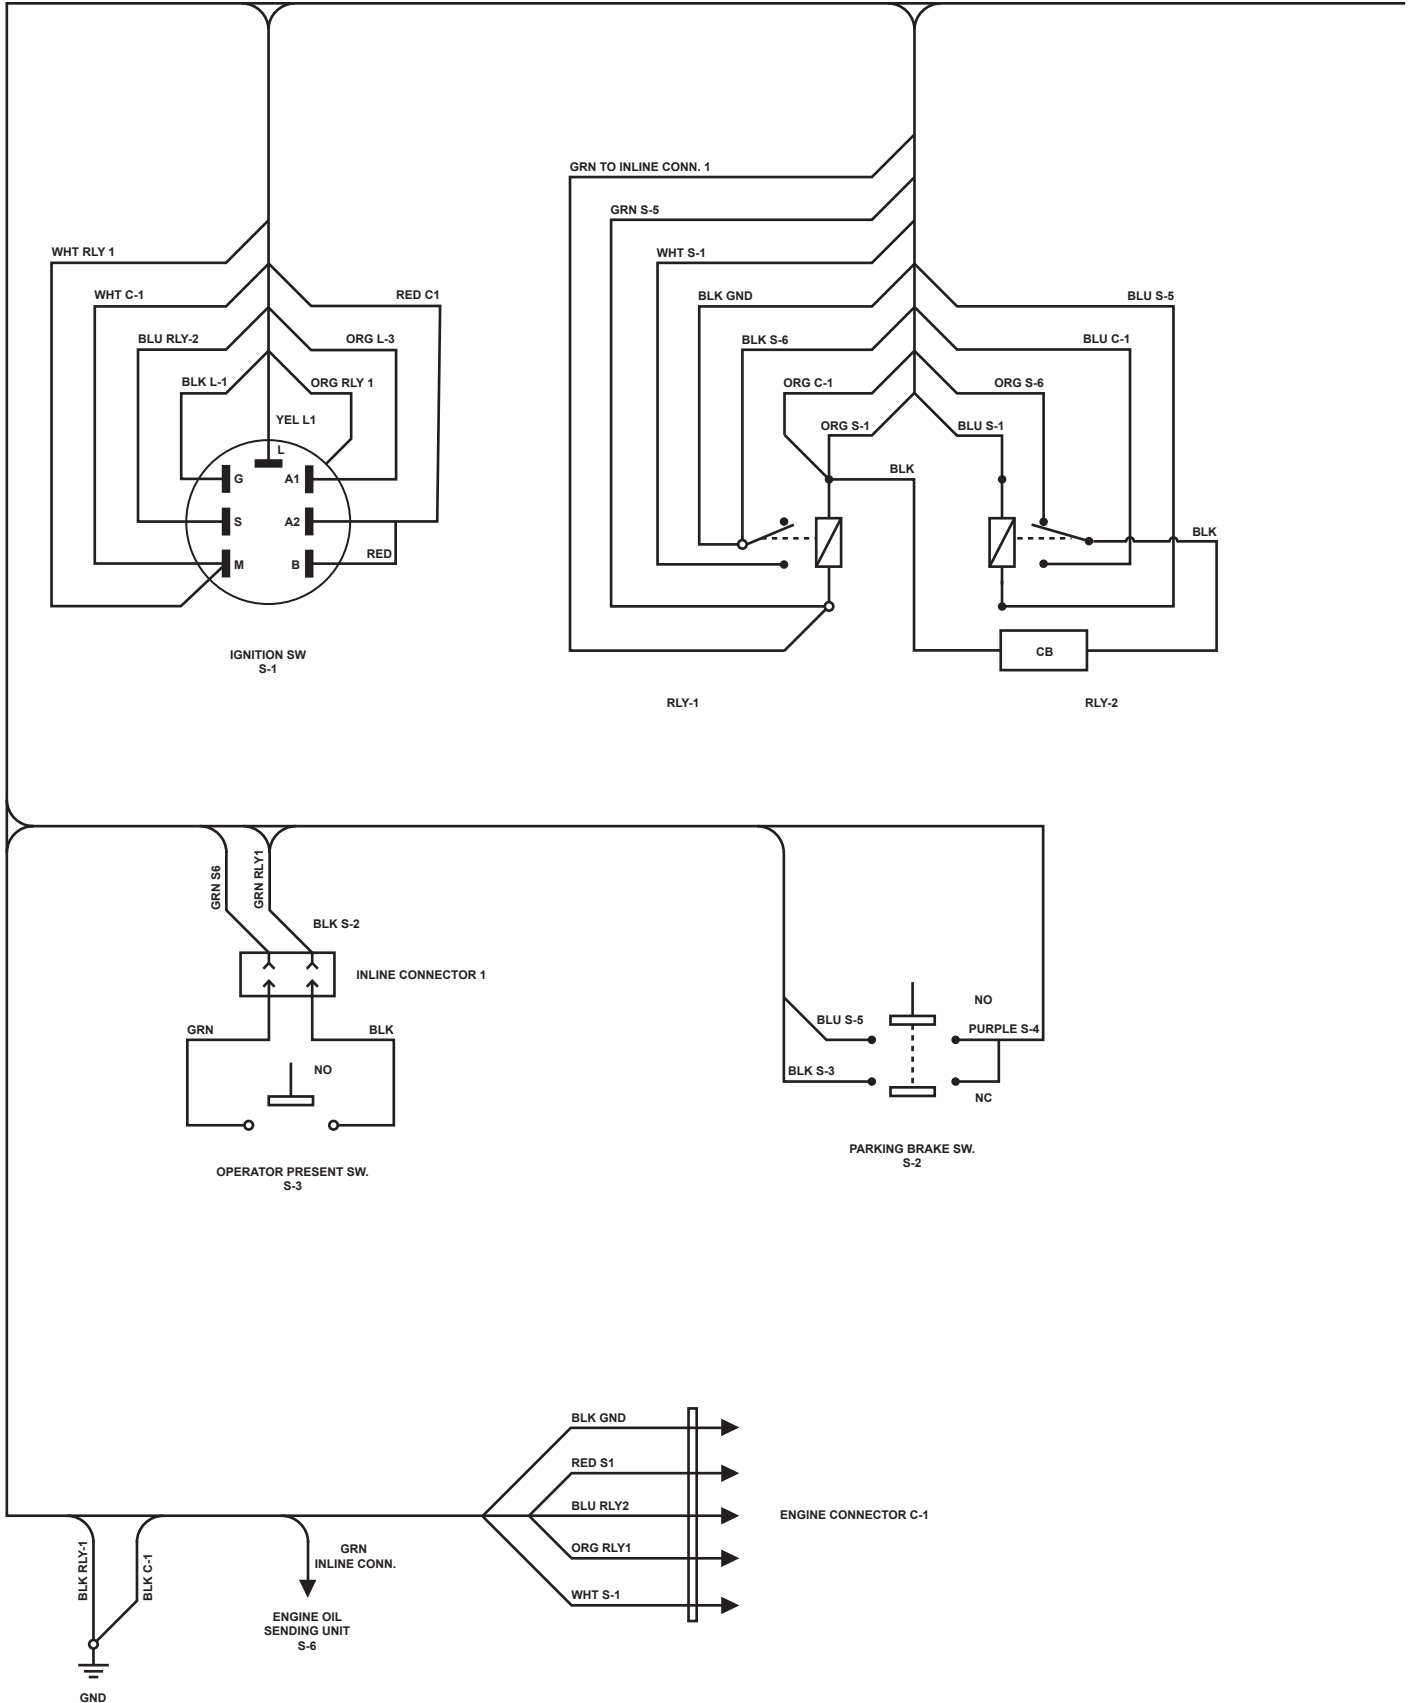 GRN TO INLINE CONN. 1
GRN S-5
WHT RLY 1
WHT S-1
WHT C-1
RED C1
BLK GND
BLU S-5
BLU RLY-2
ORG L-3
BLK S-6
BLU C-1
BLK L-1
ORG RLY 1
ORG C-1
ORG S-6
YEL L1
ORG S-1
BLU S-1
L
BLK
G
A1
S
A2
BLK
RED
M
B
IGNITION SW
S-1
CB
RLY-1
RLY-2
GRN S6
GRN RLY1
BLK S-2
INLINE CONNECTOR 1
NO
BLU S-5
PURPLE S-4
GRN
BLK
NO
BLK S-3
NC
PARKING BRAKE SW.
S-2
OPERATOR PRESENT SW.
S-3
BLK GND
RED S1
BLU RLY2
ENGINE CONNECTOR C-1
ORG RLY1
WHT S-1
BLK RLY-1
BLK C-1
GRN
INLINE CONN.
ENGINE OIL
SENDING UNIT
S-6
GND